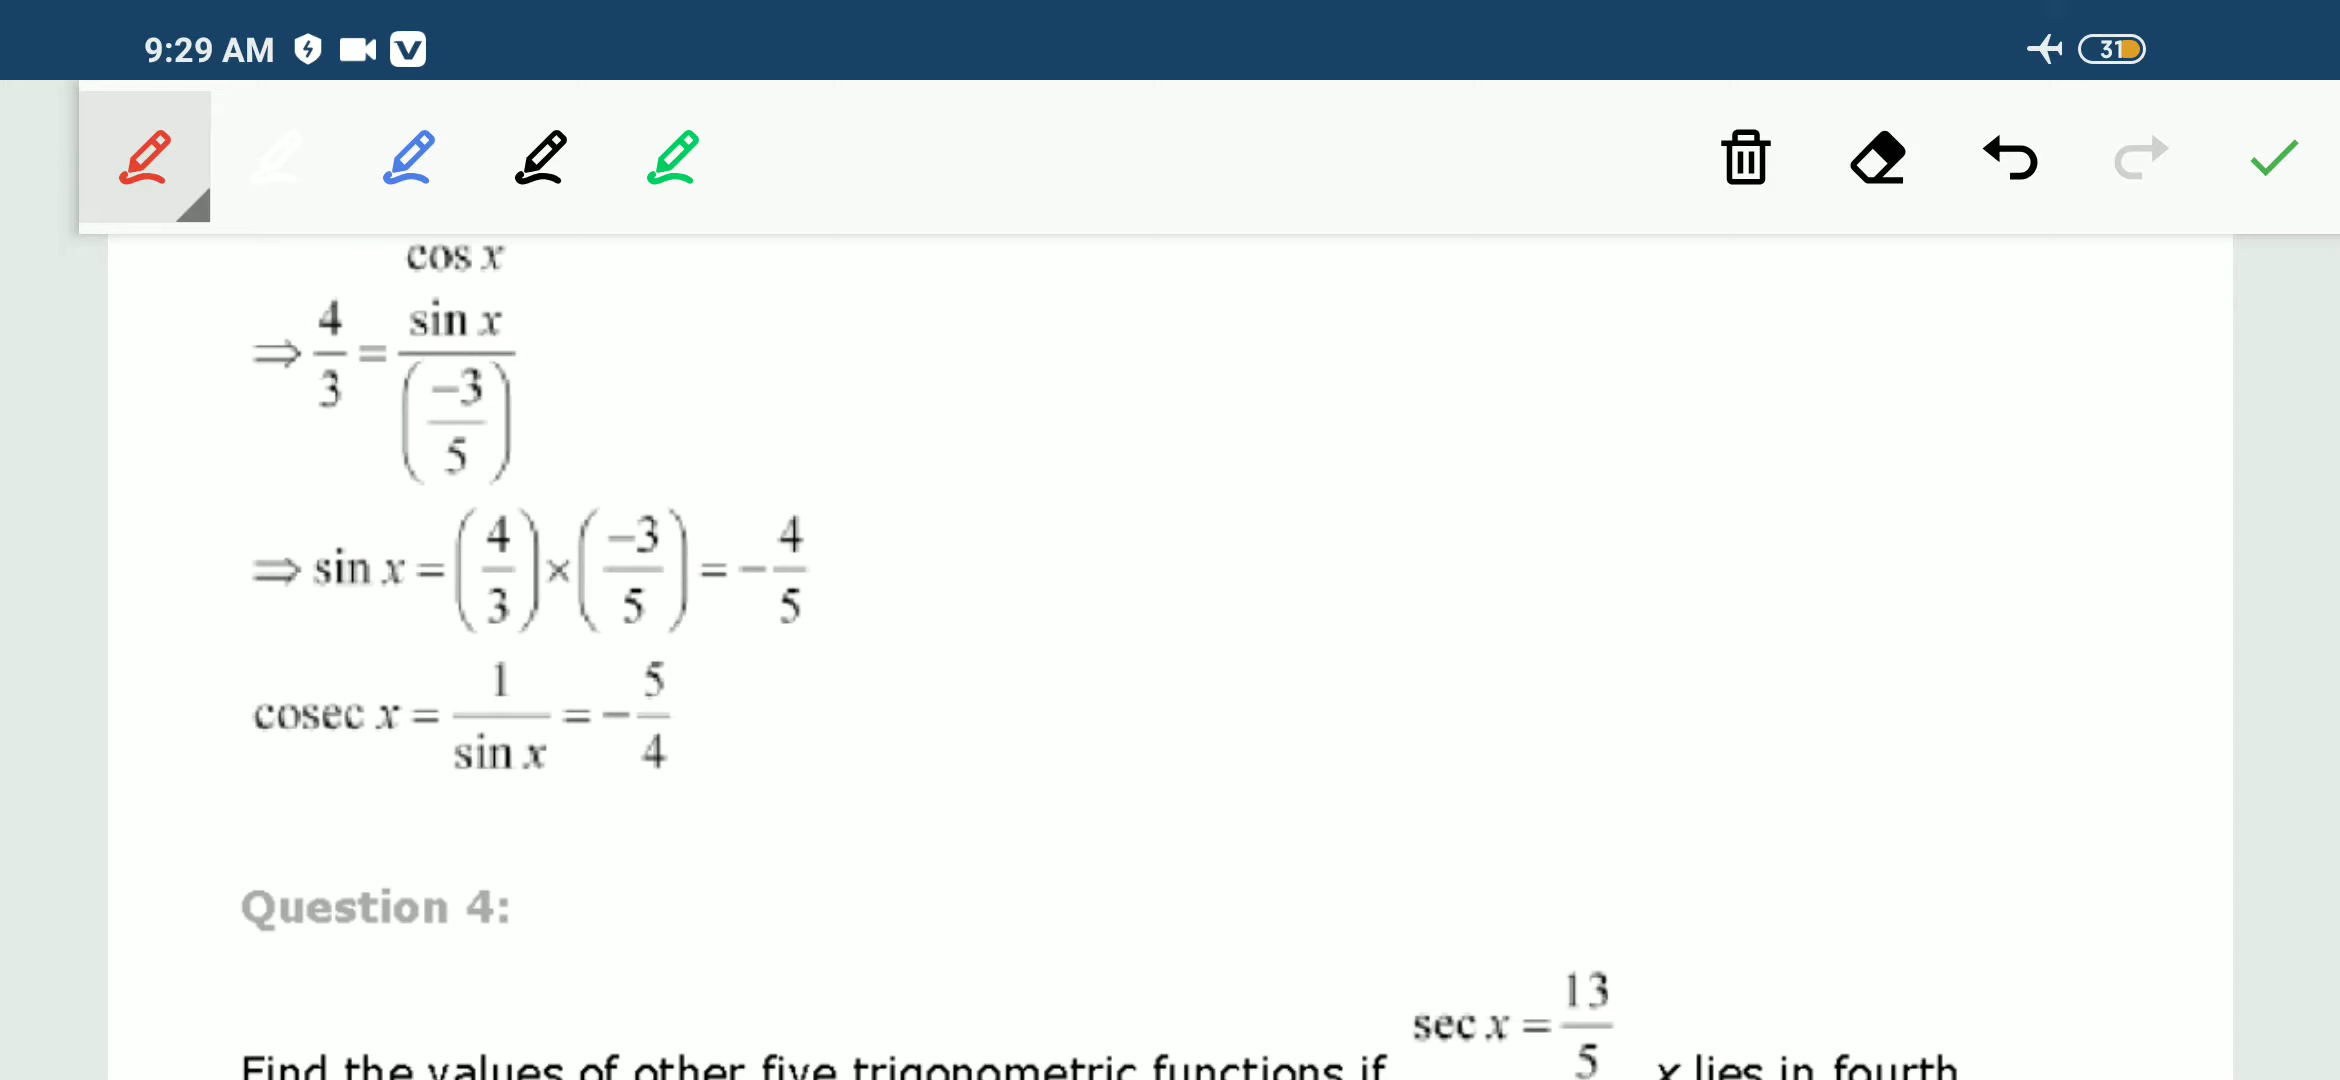 9:29 AM
31
cos x
⇒ 4/3 = sin x / (−3/5)
⇒ sin x = (4/3) × (−3/5) = − 4/5
cosec x = 1/sin x = − 5/4
Question 4:
Find the values of other five trigonometric functions if sec x = 13/5 x lies in fourth